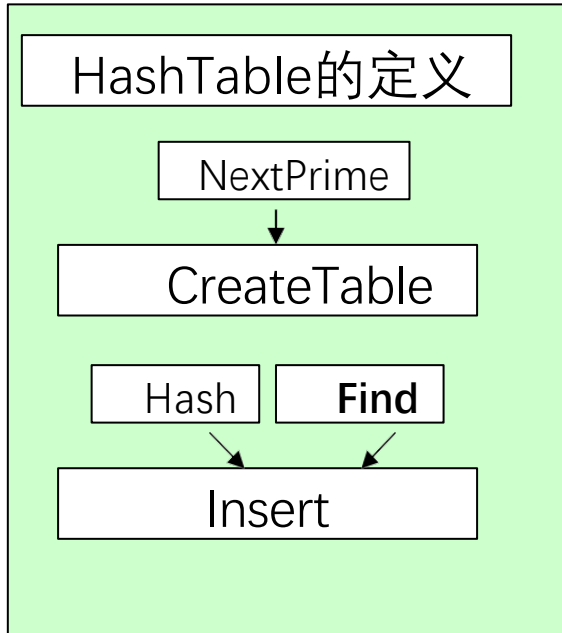 HashTable的定义
NextPrime
CreateTable
Hash
Find
Insert